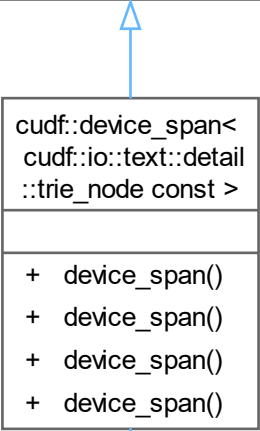 cudf::device_span<
cudf::io::text::detail
::trie_node const >
+ device_span()
+ device_span()
+ device_span()
+ device_span()